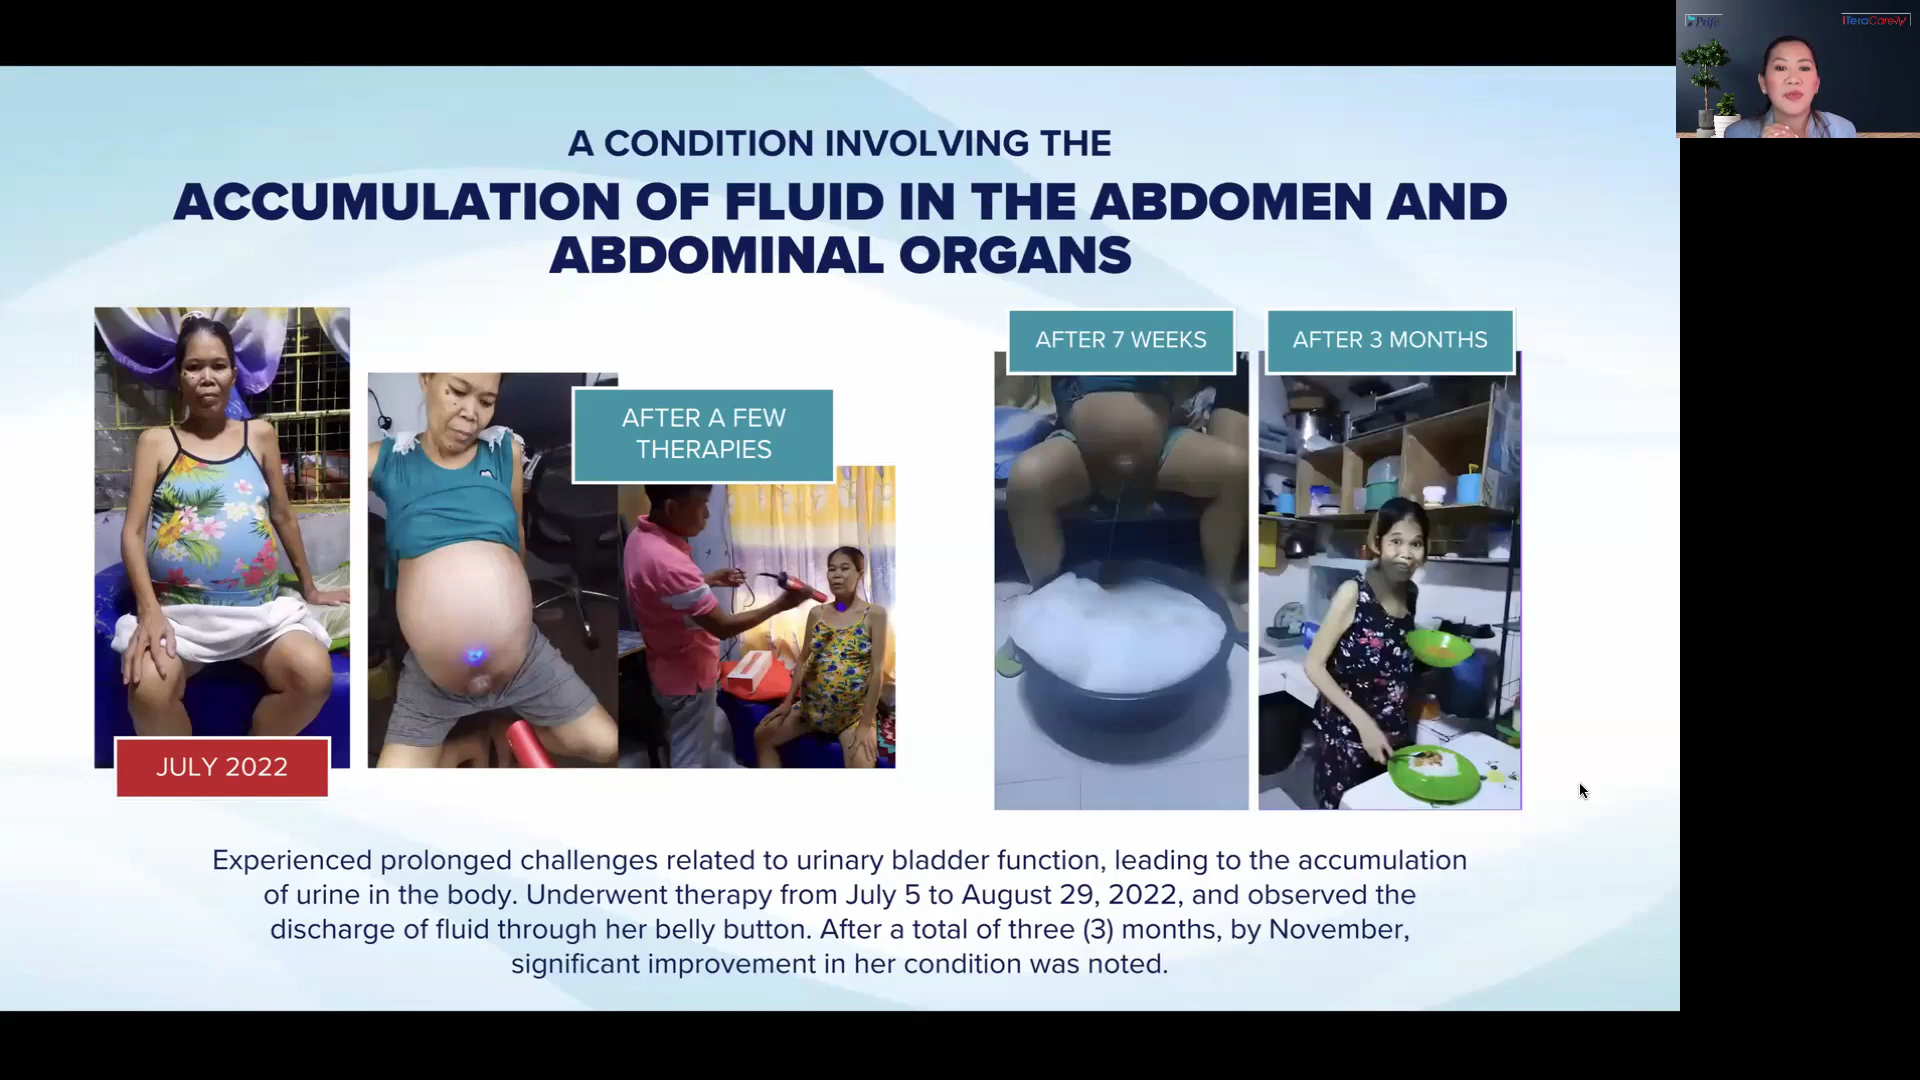 Prife
iTeraCare
A CONDITION INVOLVING THE
ACCUMULATION OF FLUID IN THE ABDOMEN AND
ABDOMINAL ORGANS
AFTER A FEW
THERAPIES
AFTER 7 WEEKS
AFTER 3 MONTHS
JULY 2022
Experienced prolonged challenges related to urinary bladder function, leading to the accumulation
of urine in the body. Underwent therapy from July 5 to August 29, 2022, and observed the
discharge of fluid through her belly button. After a total of three (3) months, by November,
significant improvement in her condition was noted.